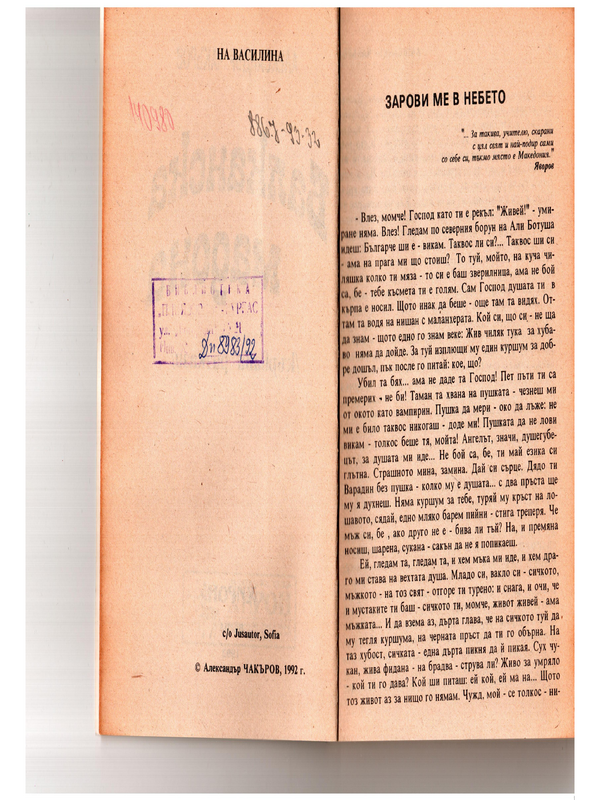 НА ВАСИЛИНА
8867-93-32
БИБЛИОТЕКА
Дп 8983/92
c/o Jusautor, Sofia
© Александър ЧАКЪРОВ, 1992 г.
ЗАРОВИ МЕ В НЕБЕТО
"... За такива, учителю, скирани
с цял свят и най-подир сами
со себе си, тъкмо място е Македония."
Яворов
- Влез, момче! Господ като ти е рекъл: "Живей!" - уми-
ране няма. Влез! Гледам по северния борун на Али Ботуша
идеш: Българче ши е - викам. Таквос ли си?... Таквос ши си
- ама на прага ми що стоиш? То туй, мойто, на куча чи-
ляшка колко ти мяза - то си е баш зверилница, ама не бой
са, бе - тебе късмета ти е голям. Сам Господ душата ти в
кърпа е носил. Щото инак да беше - още там та видях. От-
там та водя на нишан с малахерата. Кой си, що си - не ща
да знам - щото едно го знам веке: Жив чиляк тука за хуба-
во няма да дойде. За туй изплющи му един куршум за доб-
ре дошъл, пък после го питай: кое, що?
Убил та бях... ама не даде та Господ! Пет пъти ти са
премерих - не би! Таман та хвана на пушката - чезнеш ми
от окото като вампирин. Пушка да мери - око да лъже: не
ми е било таквос никогаш - доде ми! Пушката да не лови
викам - толкос беше тя, мойта! Ангелът, значи, душегубе-
цът, за душата ми иде... Не бой са, бе, ти май езика си
глътна. Страшното мина, замина. Дай си сърце. Дядо ти
Варадин без пушка - колко му е душата... с два пръста ще
му я духнеш. Няма куршум за тебе, туряй му кръст на ло-
шавото, сядай, едно мляко барем пийни - стига треперя. Че
мъж си, бе , ако друго не е - бива ли тъй? На, и премяна
носиш, шарена, сукана - сакън да не я попикаеш.
Ей, гледам та, гледам та, и хем мъка ми иде, и хем дра-
го ми става на вехтата душа. Младо си, вакло си - сичкото,
мъжкото - на тоз свят - отгоре ти турено: и снага, и очи, че
и мустаките ти баш - сичкото ти, момче, живот живей - ама
мъжката... И да взема аз, дърта глава, че на сичкото туй да
му тегля куршума, на черната пръст да ти го обърна. На
таз хубост, сичката - една дърта пикня да й пикая. Сух чу-
кан, жива фидана - на брадва - струва ли? Живо за умряло
- кой ти го дава? Кой ши питаш: ей кой, ей ма на... Щото
тоз живот аз за нищо го нямам. Чужд, мой - се толкос - ни-